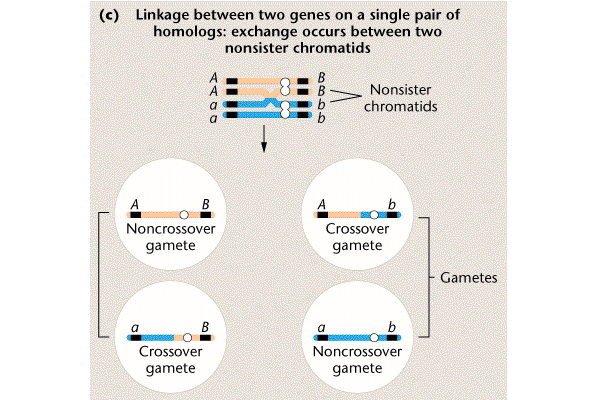 (c) Linkage between two genes on a single pair of
homologs: exchange occurs between two
nonsister chromatids
A B
A B
a b
a b
Nonsister
chromatids
A B
Noncrossover
gamete
A b
Crossover
gamete
Gametes
a B
Crossover
gamete
a b
Noncrossover
gamete